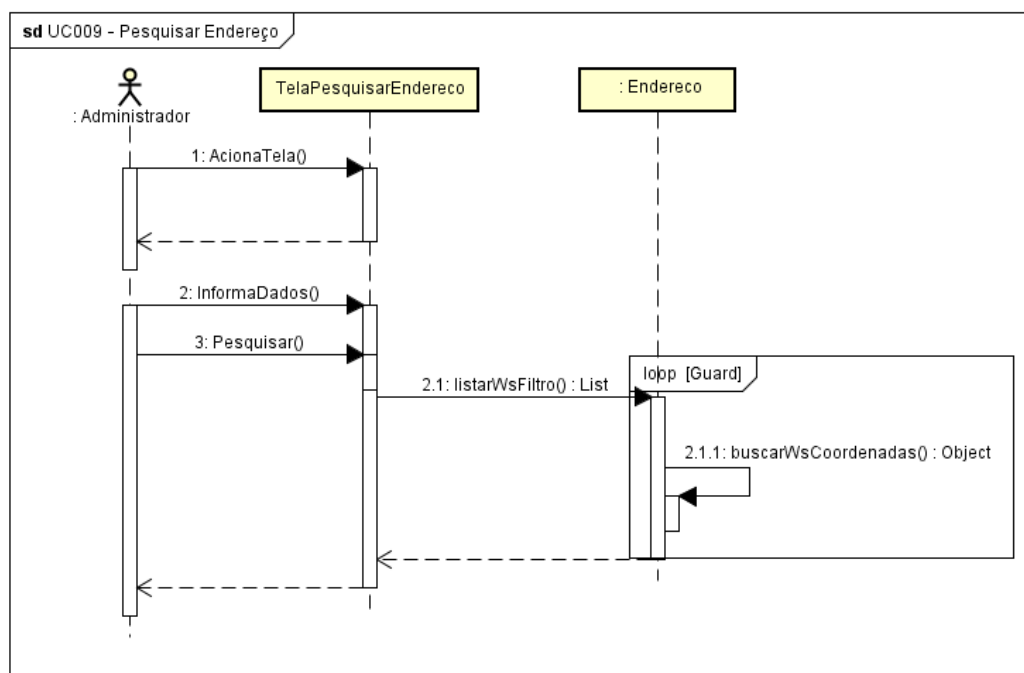 sd UC009 - Pesquisar Endereço
: Administrador
TelaPesquisarEndereco
: Endereco
1: AcionaTela()
2: InformaDados()
3: Pesquisar()
loop [Guard]
2.1: listarWsFiltro() : List
2.1.1: buscarWsCoordenadas() : Object